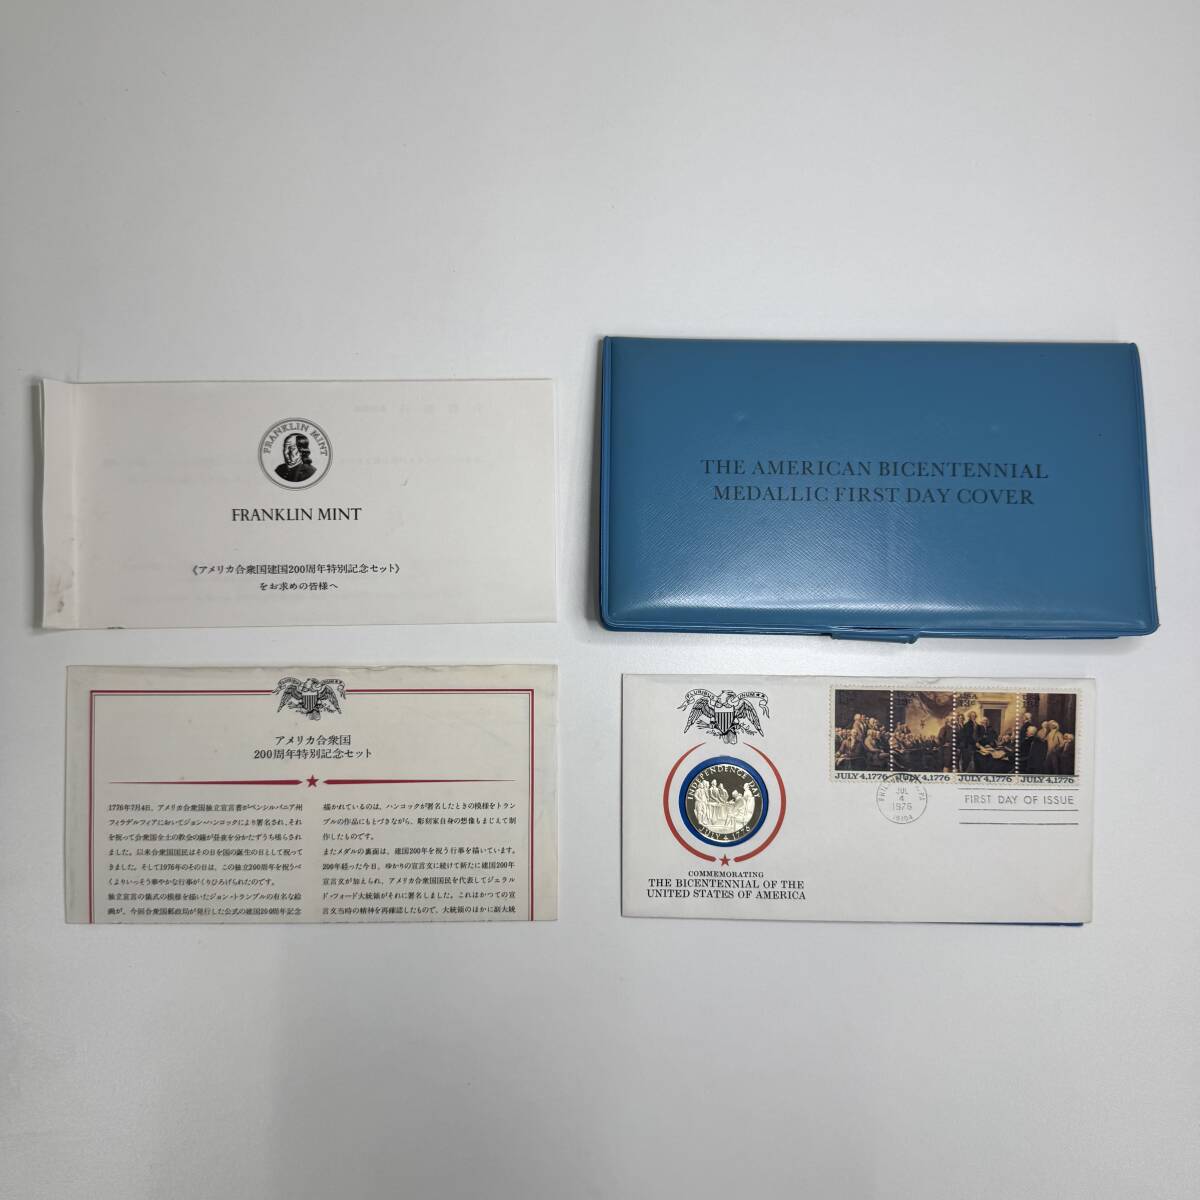 FRANKLIN MINT
FRANKLIN MINT
《アメリカ合衆国建国200周年特別記念セット》
をお求めの皆様へ
THE AMERICAN BICENTENNIAL
MEDALLIC FIRST DAY COVER
アメリカ合衆国
200周年特別記念セット
1776年7月4日、アメリカ合衆国独立宣言書がペンシルバニア州
フィラデルフィアにおいてジョン・ハンコックにより署名され、それ
を祝って合衆国全土の教会の鐘が昼夜を分かたずうち鳴らされ
ました。以来合衆国国民はその日を国の誕生の日として祝って
きました。そして1976年のその日は、この独立200周年を祝うべ
くよりいっそう華やかな行事がくりひろげられたのです。
独立宣言の儀式の模様を描いたジョン・トランブルの有名な絵
画が、今回合衆国郵政局が発行した公式の建国200周年記念
描かれているのは、ハンコックが署名したときの模様をトラン
ブルの作品にもとづきながら、彫刻家自身の想像もまじえて制
作したものです。
またメダルの裏面は、建国200年を祝う行事を描いています。
200年経った今日、ゆかりの宣言文に続けて新たに建国200年
宣言文が加えられ、アメリカ合衆国国民を代表してジェラル
ド・フォード大統領がそれに署名しました。これはかつての宣
言文当時の精神を再確認したもので、大統領のほかに副大統
PLURIBUS UNUM
INDEPENDENCE DAY
JULY 4, 1776
COMMEMORATING
THE BICENTENNIAL OF THE
UNITED STATES OF AMERICA
13c
JULY 4, 1776 JULY 4, 1776 JULY 4, 1776 JULY 4, 1776
JUL
4
1976
19104
FIRST DAY OF ISSUE